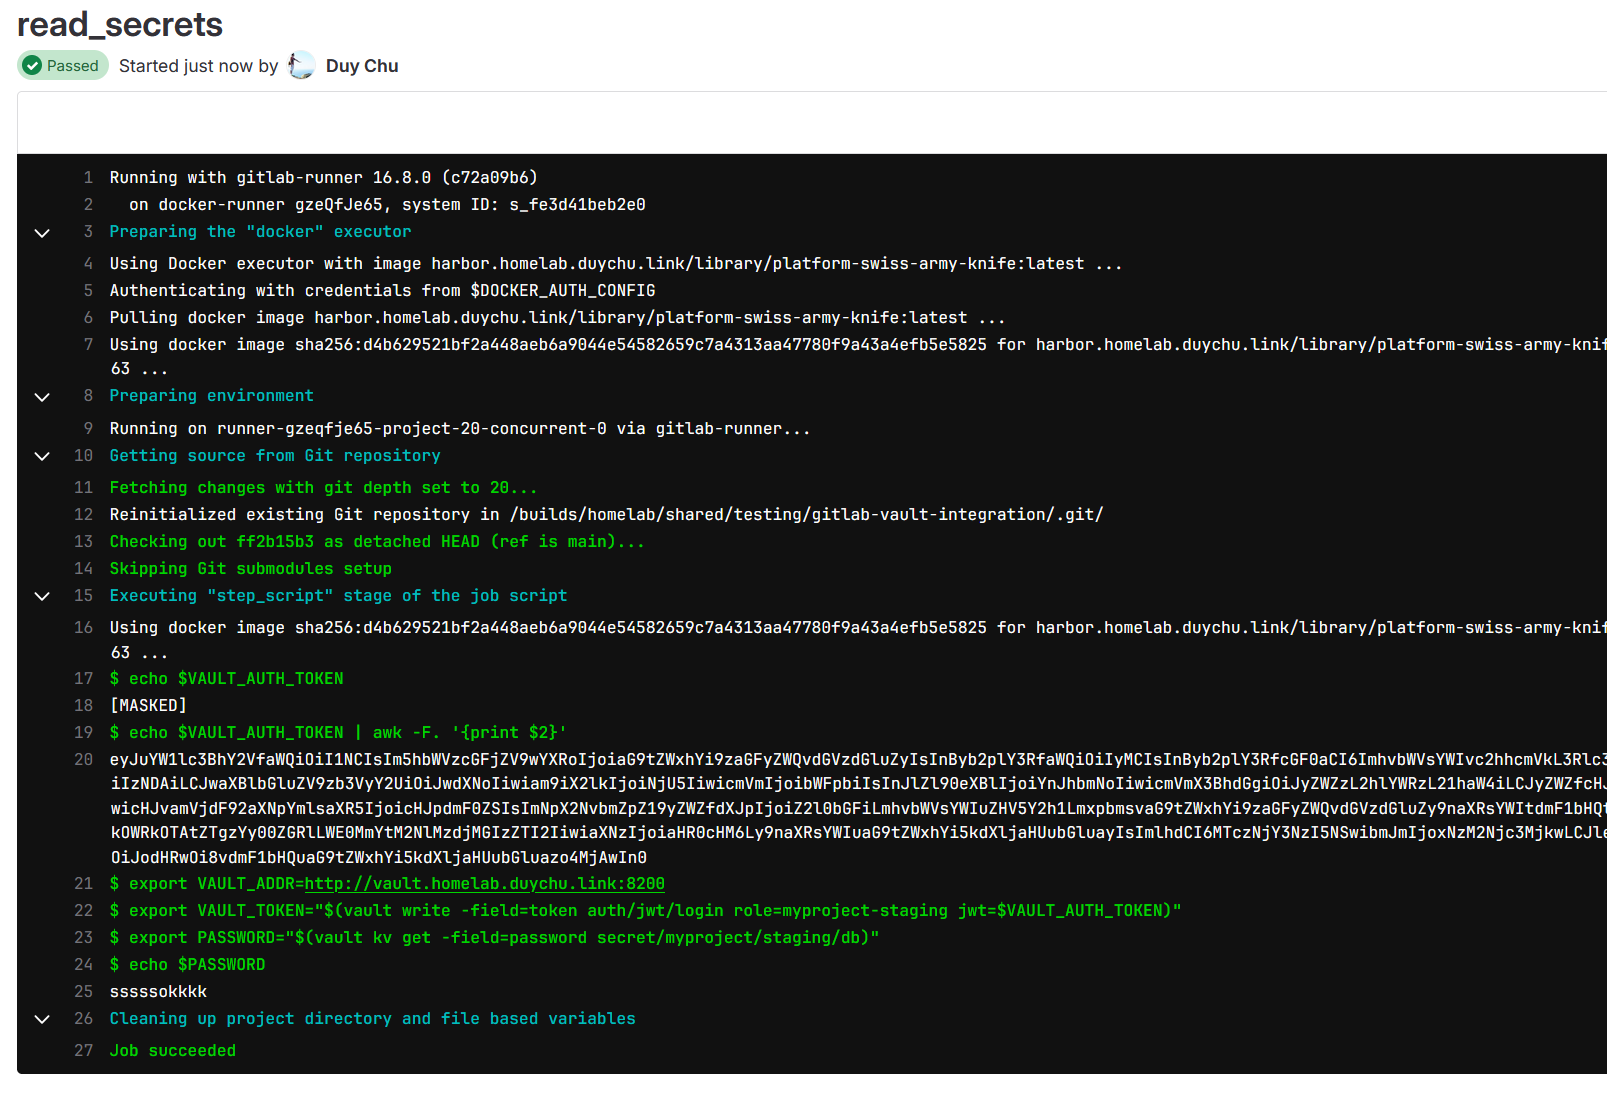 read_secrets
Passed Started just now by Duy Chu
1 Running with gitlab-runner 16.8.0 (c72a09b6)
2 on docker-runner gzeQfJe65, system ID: s_fe3d41beb2e0
3 Preparing the "docker" executor
4 Using Docker executor with image harbor.homelab.duychu.link/library/platform-swiss-army-knife:latest ...
5 Authenticating with credentials from $DOCKER_AUTH_CONFIG
6 Pulling docker image harbor.homelab.duychu.link/library/platform-swiss-army-knife:latest ...
7 Using docker image sha256:d4b629521bf2a448aeb6a9044e54582659c7a4313aa47780f9a43a4efb5e5825 for harbor.homelab.duychu.link/library/platform-swiss-army-knif
63 ...
8 Preparing environment
9 Running on runner-gzeqfje65-project-20-concurrent-0 via gitlab-runner...
10 Getting source from Git repository
11 Fetching changes with git depth set to 20...
12 Reinitialized existing Git repository in /builds/homelab/shared/testing/gitlab-vault-integration/.git/
13 Checking out ff2b15b3 as detached HEAD (ref is main)...
14 Skipping Git submodules setup
15 Executing "step_script" stage of the job script
16 Using docker image sha256:d4b629521bf2a448aeb6a9044e54582659c7a4313aa47780f9a43a4efb5e5825 for harbor.homelab.duychu.link/library/platform-swiss-army-knif
63 ...
17 $ echo $VAULT_AUTH_TOKEN
18 [MASKED]
19 $ echo $VAULT_AUTH_TOKEN | awk -F. '{print $2}'
20
OiJodHRwOi8vdmF1bHQuaG9tZWxhYi5kdXljaHUubGluazo4MjAwIn0
21 $ export VAULT_ADDR=http://vault.homelab.duychu.link:8200
22 $ export VAULT_TOKEN="$(vault write -field=token auth/jwt/login role=myproject-staging jwt=$VAULT_AUTH_TOKEN)"
23 $ export PASSWORD="$(vault kv get -field=password secret/myproject/staging/db)"
24 $ echo $PASSWORD
25 sssssokkkk
26 Cleaning up project directory and file based variables
27 Job succeeded